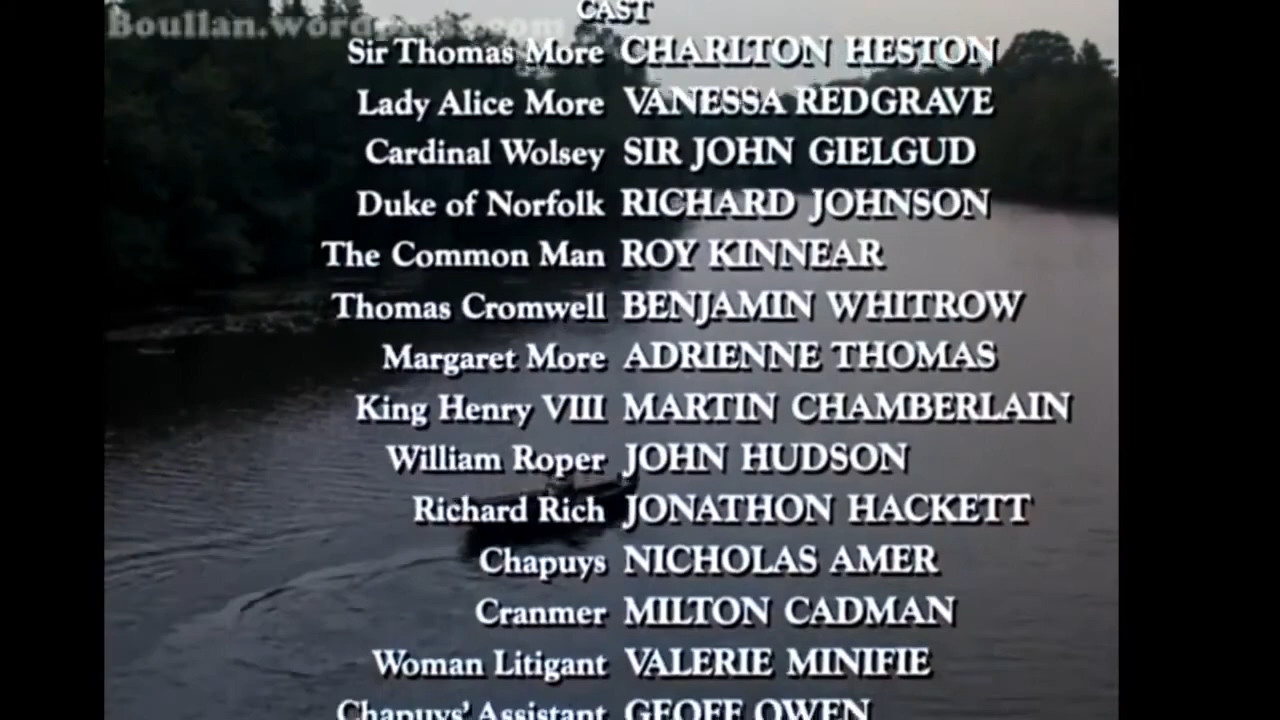 Boullan.wordpress.com
CAST
Sir Thomas More CHARLTON HESTON
Lady Alice More VANESSA REDGRAVE
Cardinal Wolsey SIR JOHN GIELGUD
Duke of Norfolk RICHARD JOHNSON
The Common Man ROY KINNEAR
Thomas Cromwell BENJAMIN WHITROW
Margaret More ADRIENNE THOMAS
King Henry VIII MARTIN CHAMBERLAIN
William Roper JOHN HUDSON
Richard Rich JONATHON HACKETT
Chapuys NICHOLAS AMER
Cranmer MILTON CADMAN
Woman Litigant VALERIE MINIFIE
Chapuys' Assistant GEOFF OWEN